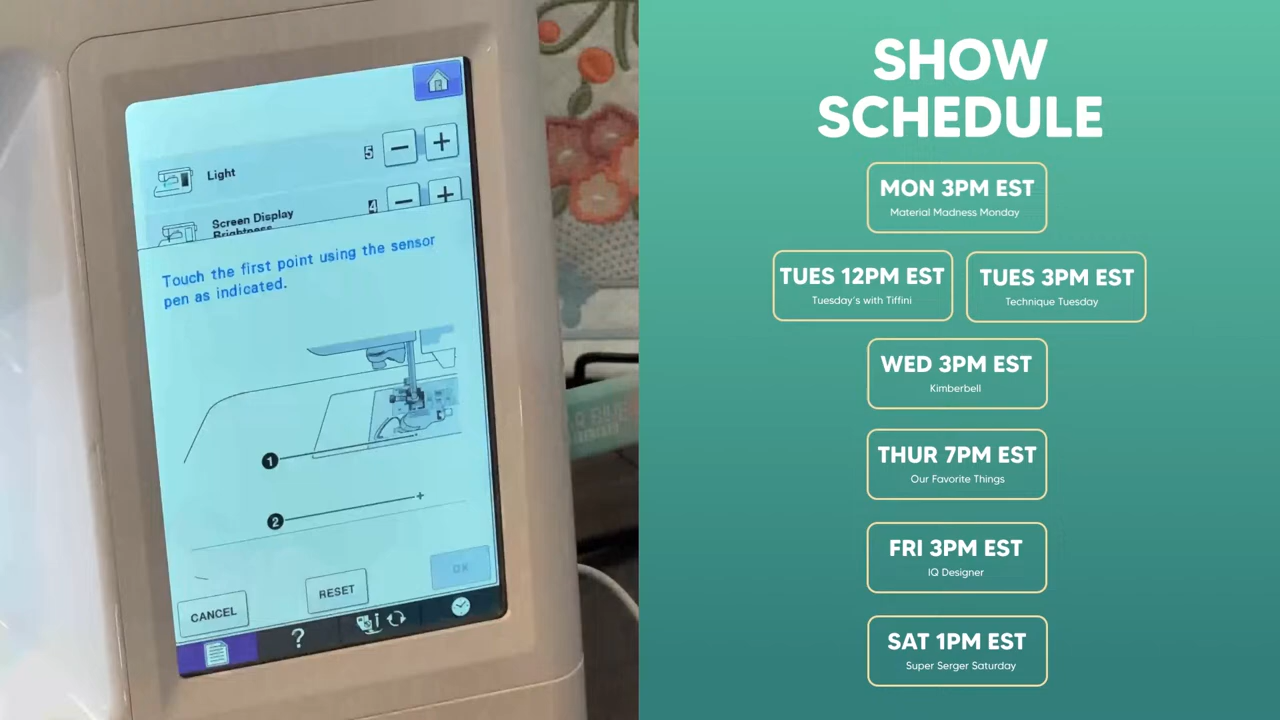 Light
5
Screen Display
Brightness
4
Touch the first point using the sensor
pen as indicated.
1
2
OK
RESET
CANCEL
?
SHOW
SCHEDULE
MON 3PM EST
Material Madness Monday
TUES 12PM EST
Tuesday's with Tiffini
TUES 3PM EST
Technique Tuesday
WED 3PM EST
Kimberbell
THUR 7PM EST
Our Favorite Things
FRI 3PM EST
IQ Designer
SAT 1PM EST
Super Serger Saturday